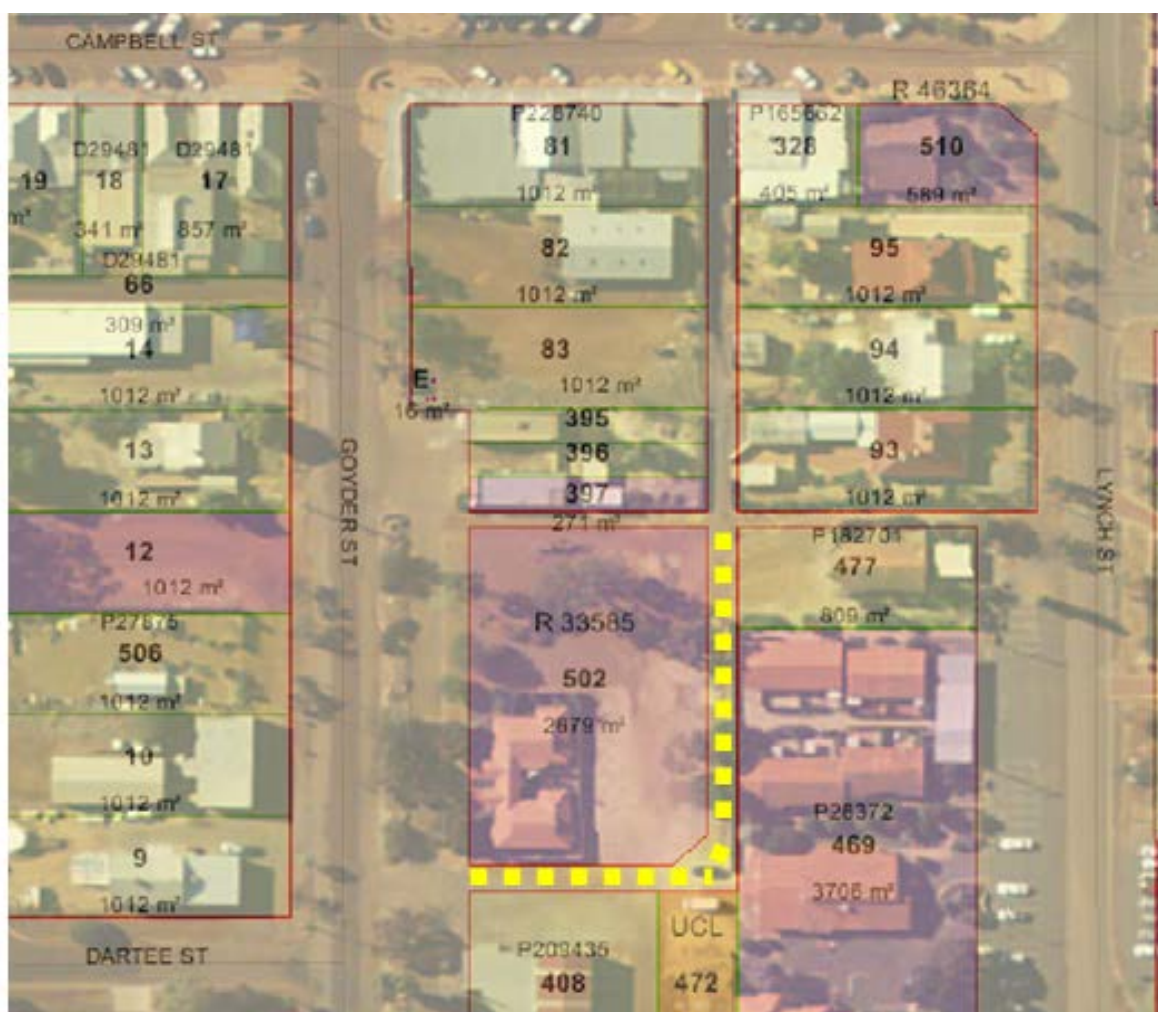 CAMPBELL ST
R 46364
P228740
P165662
81
328
510
1012 m²
405 m²
589 m²
D29481
D29481
19
18
17
m²
341 m²
857 m²
D29481
66
82
95
1012 m²
1012 m²
309 m²
14
83
94
1012 m²
1012 m²
1012 m²
E
16 m²
395
396
397
271 m²
13
1012 m²
93
1012 m²
GOYDER ST
LYNCH ST
12
1012 m²
P182731
477
809 m²
R 33585
502
2679 m²
506
1012 m²
10
1012 m²
9
1012 m²
P26372
469
3706 m²
DARTEE ST
UCL
P209435
408
472